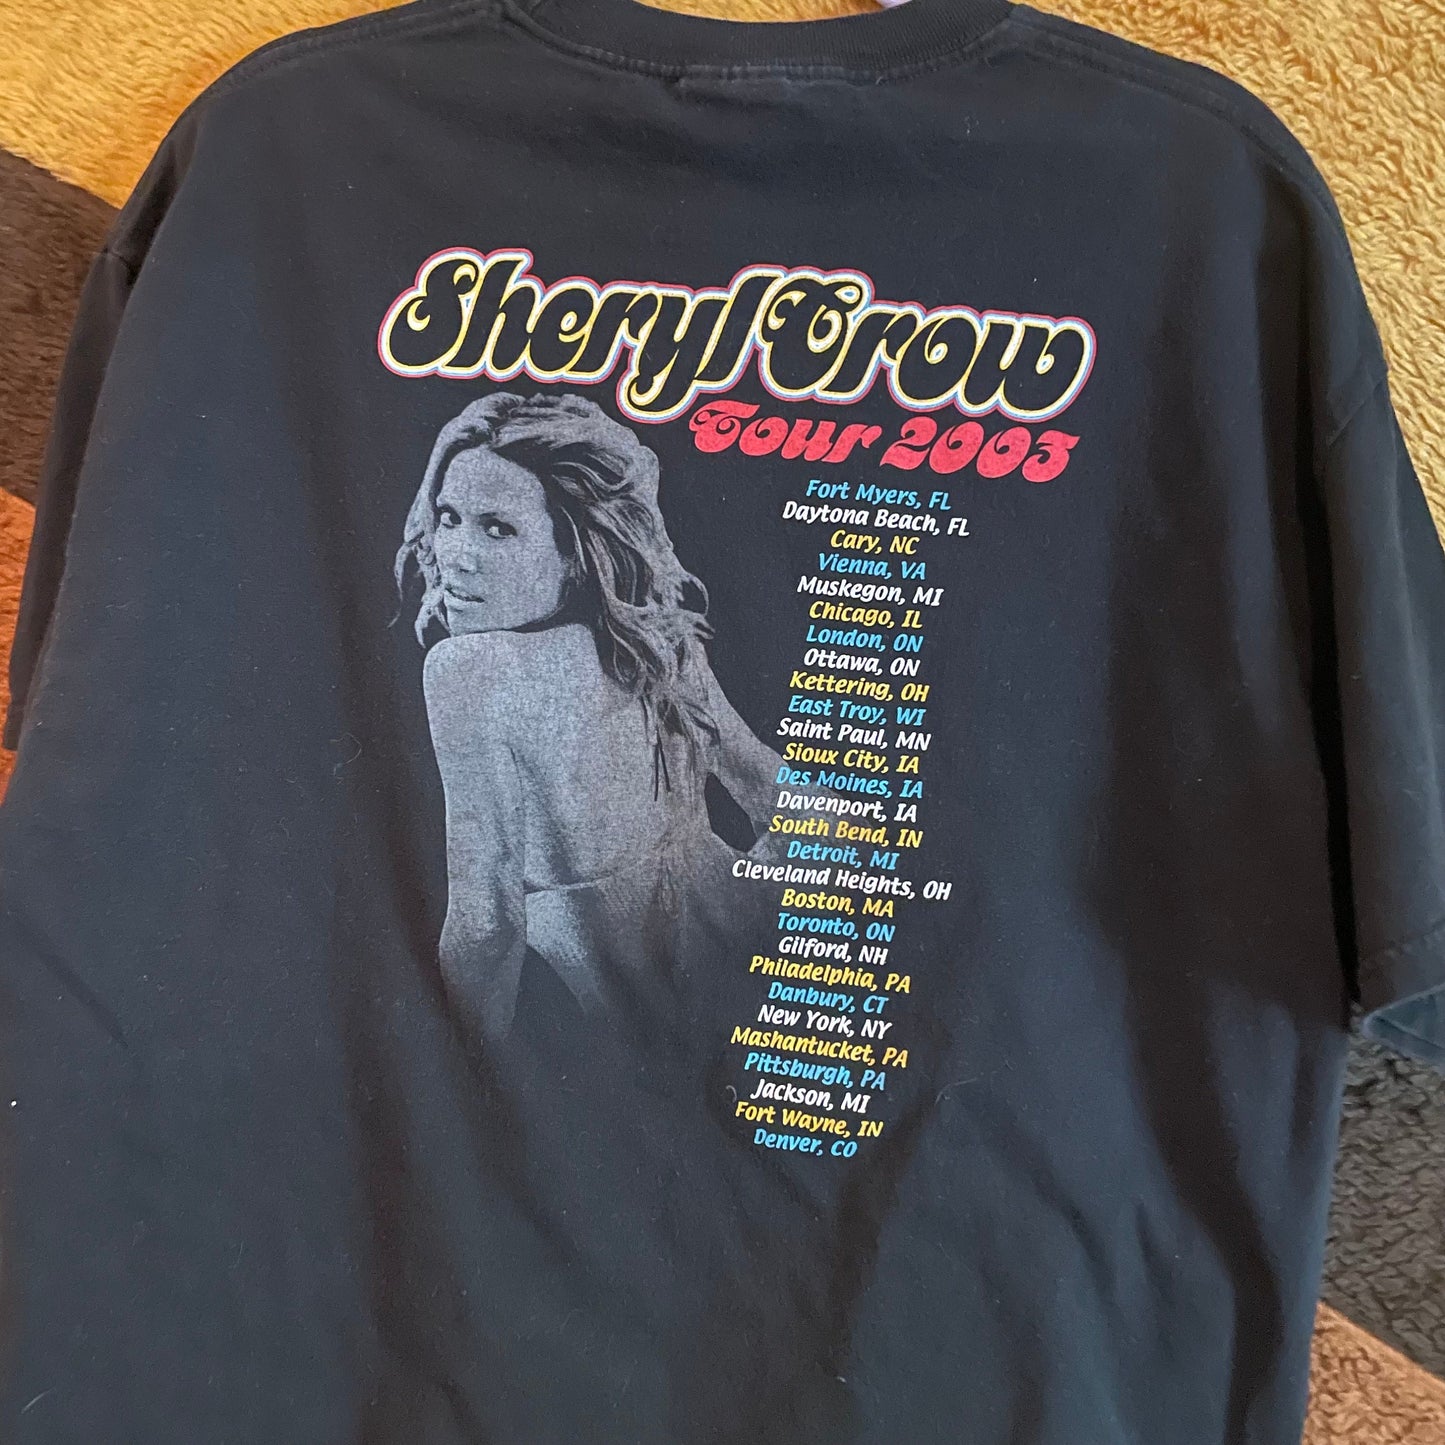 Sheryl Crow
Tour 2003
Fort Myers, FL
Daytona Beach, FL
Cary, NC
Vienna, VA
Muskegon, MI
Chicago, IL
London, ON
Ottawa, ON
Kettering, OH
East Troy, WI
Saint Paul, MN
Sioux City, IA
Des Moines, IA
Davenport, IA
South Bend, IN
Detroit, MI
Cleveland Heights, OH
Boston, MA
Toronto, ON
Gilford, NH
Philadelphia, PA
Danbury, CT
New York, NY
Mashantucket, PA
Pittsburgh, PA
Jackson, MI
Fort Wayne, IN
Denver, CO